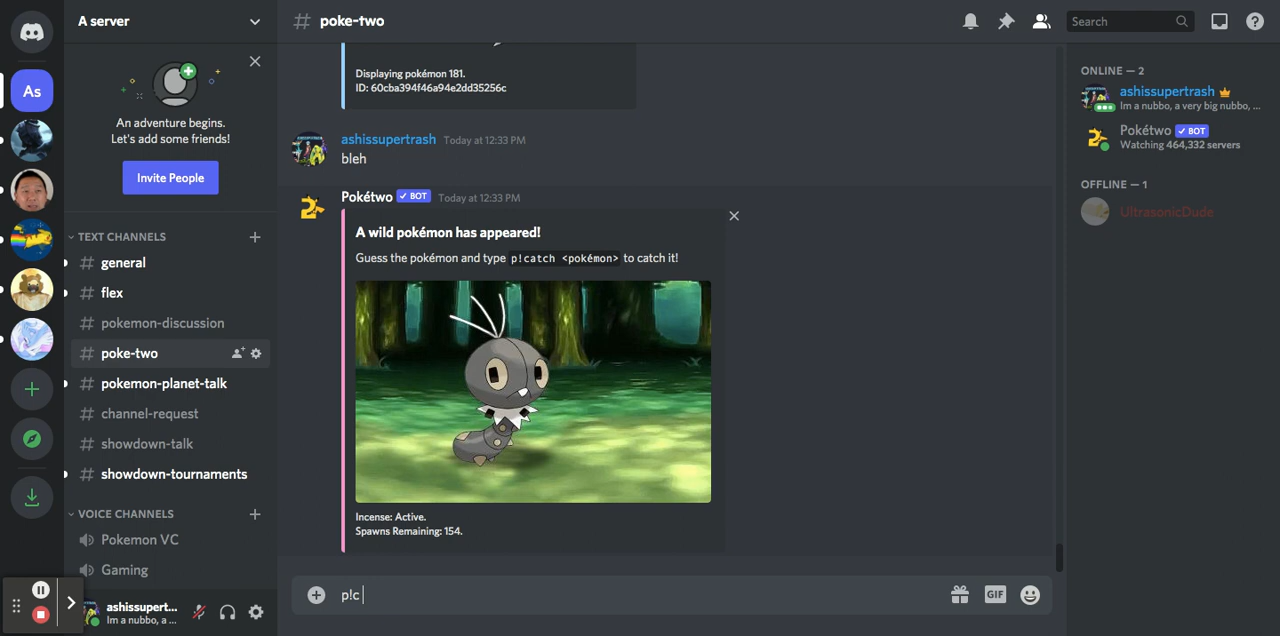 A server
An adventure begins.
Let's add some friends!
Invite People
TEXT CHANNELS
general
flex
pokemon-discussion
poke-two
pokemon-planet-talk
channel-request
showdown-talk
showdown-tournaments
VOICE CHANNELS
Pokemon VC
Gaming
ashissupert...
Im a nubbo, a ...
As
# poke-two
Search
Displaying pokémon 181.
ID: 60cba394f46a94e2dd35256c
ashissupertrash Today at 12:33 PM
bleh
Pokétwo BOT Today at 12:33 PM
A wild pokémon has appeared!
Guess the pokémon and type p!catch <pokémon> to catch it!
Incense: Active.
Spawns Remaining: 154.
p!c
GIF
ONLINE — 2
ashissupertrash
Im a nubbo, a very big nubbo, ...
Pokétwo BOT
Watching 464,332 servers
OFFLINE — 1
UltrasonicDude